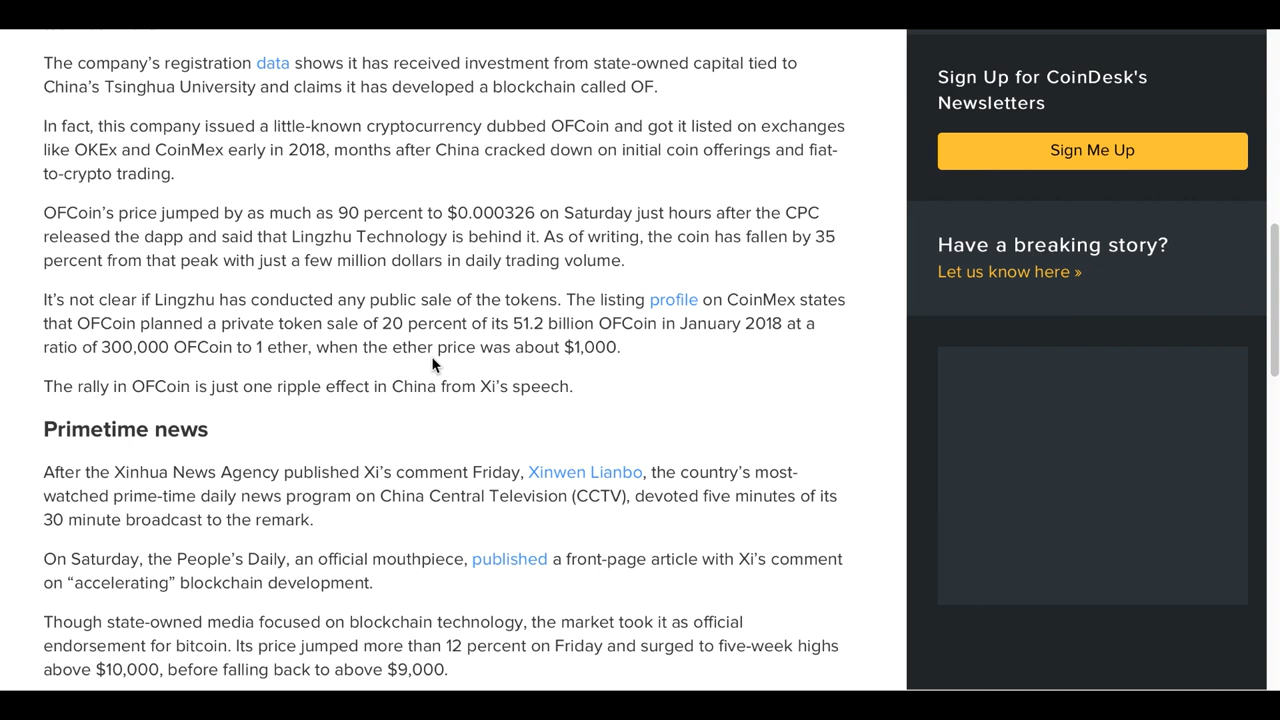 The company’s registration data shows it has received investment from state-owned capital tied to
China’s Tsinghua University and claims it has developed a blockchain called OF.
In fact, this company issued a little-known cryptocurrency dubbed OFCoin and got it listed on exchanges
like OKEx and CoinMex early in 2018, months after China cracked down on initial coin offerings and fiat-
to-crypto trading.
OFCoin’s price jumped by as much as 90 percent to $0.000326 on Saturday just hours after the CPC
released the dapp and said that Lingzhu Technology is behind it. As of writing, the coin has fallen by 35
percent from that peak with just a few million dollars in daily trading volume.
It’s not clear if Lingzhu has conducted any public sale of the tokens. The listing profile on CoinMex states
that OFCoin planned a private token sale of 20 percent of its 51.2 billion OFCoin in January 2018 at a
ratio of 300,000 OFCoin to 1 ether, when the ether price was about $1,000.
The rally in OFCoin is just one ripple effect in China from Xi’s speech.
Primetime news
After the Xinhua News Agency published Xi’s comment Friday, Xinwen Lianbo, the country’s most-
watched prime-time daily news program on China Central Television (CCTV), devoted five minutes of its
30 minute broadcast to the remark.
On Saturday, the People’s Daily, an official mouthpiece, published a front-page article with Xi’s comment
on “accelerating” blockchain development.
Though state-owned media focused on blockchain technology, the market took it as official
endorsement for bitcoin. Its price jumped more than 12 percent on Friday and surged to five-week highs
above $10,000, before falling back to above $9,000.
Sign Up for CoinDesk's
Newsletters
Sign Me Up
Have a breaking story?
Let us know here »